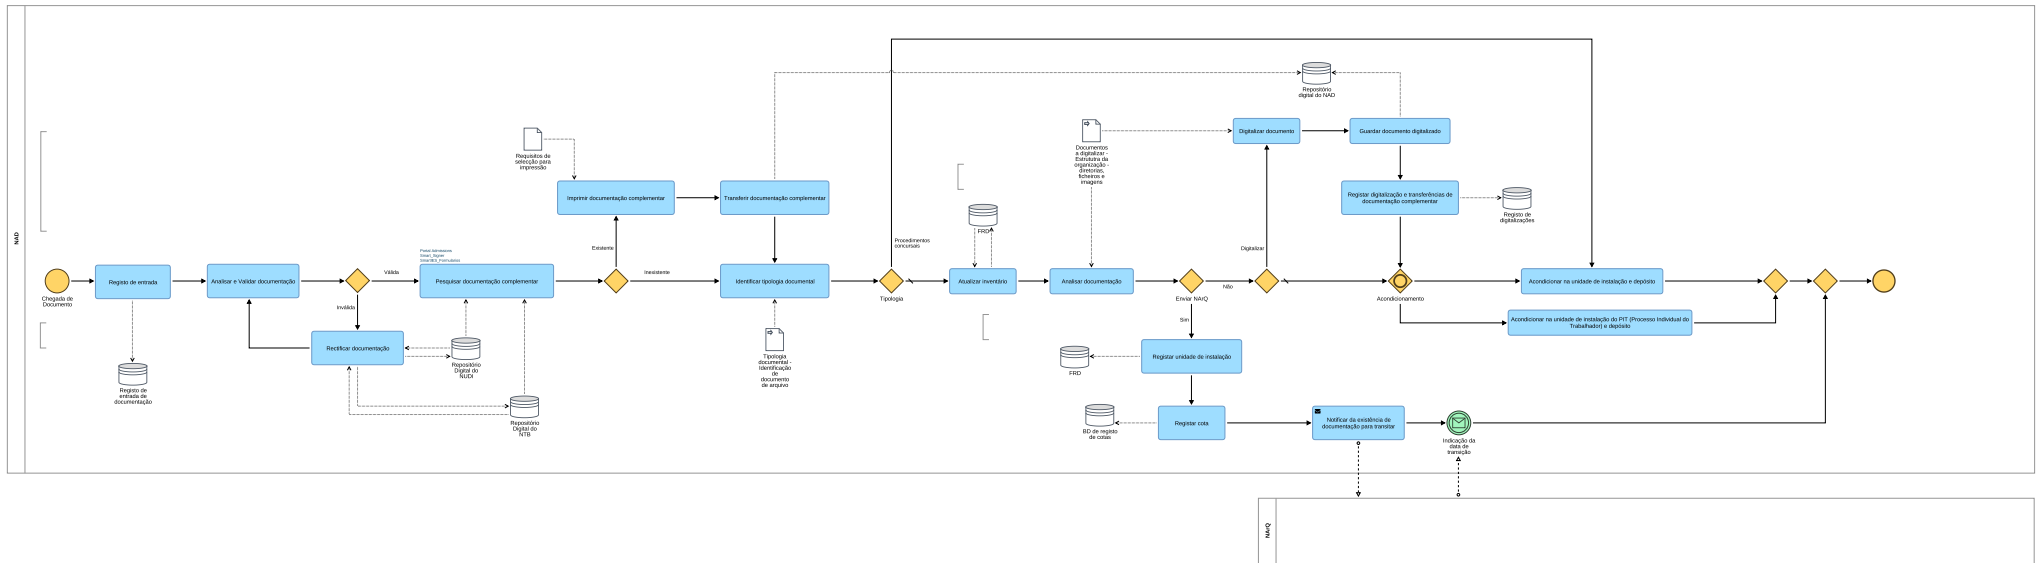 NAD
Repositório
digital do NAD
Requisitos de
selecção para
impressão
Documentos
a digitalizar -
Estrututra da
organização -
diretorias,
ficheiros e
imagens
Digitalizar documento
Guardar documento digitalizado
Imprimir documentação complementar
Transferir documentação complementar
Registar digitalização e transferências de
documentação complementar
Registo de
digitalizações
FRD
Procedimentos
concursais
Existente
Digitalizar
Smart_Signer
Chegada de
Documento
Registo de entrada
Analisar e Validar documentação
Válida
Pesquisar documentação complementar
Inexistente
Identificar tipologia documental
Tipologia
Atualizar inventário
Analisar documentação
Enviar NArQ
Não
Acondicionamento
Acondicionar na unidade de instalação e depósito
Inválida
Sim
Acondicionar na unidade de instalação do PIT (Processo Individual do
Trabalhador) e depósito
Rectificar documentação
Repositório
Digital do
NUDI
Tipologia
documental -
Identificação
de
documento
de arquivo
FRD
Registar unidade de instalação
Registo de
entrada de
documentação
Repositório
Digital do
NTB
BD de registo
de cotas
Registar cota
Notificar da existência de
documentação para transitar
Indicação da
data de
transição
NArQ